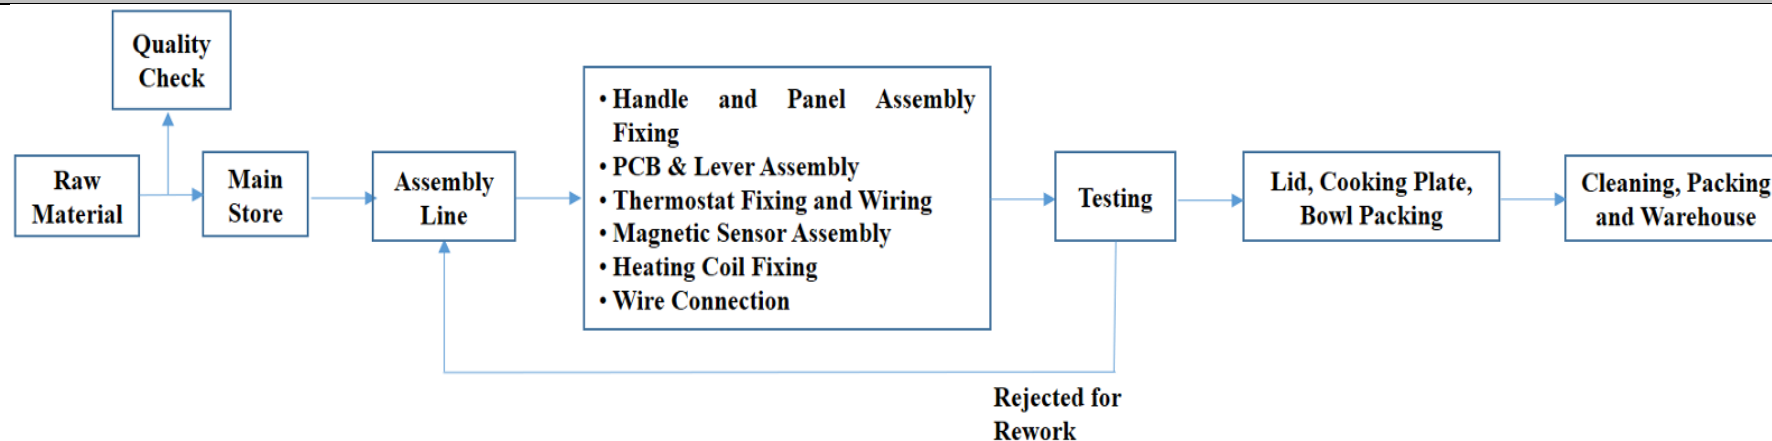 Quality
Check
Raw
Material
Main
Store
Assembly
Line
• Handle and Panel Assembly
Fixing
• PCB & Lever Assembly
• Thermostat Fixing and Wiring
• Magnetic Sensor Assembly
• Heating Coil Fixing
• Wire Connection
Testing
Lid, Cooking Plate,
Bowl Packing
Cleaning, Packing
and Warehouse
Rejected for
Rework